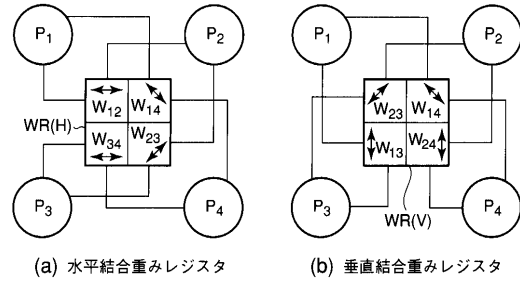 P1
P2
W12
W14
WR(H)
W34
W23
P3
P4
(a) 水平結合重みレジスタ
P1
P2
W23
W14
W13
W24
P3
P4
WR(V)
(b) 垂直結合重みレジスタ